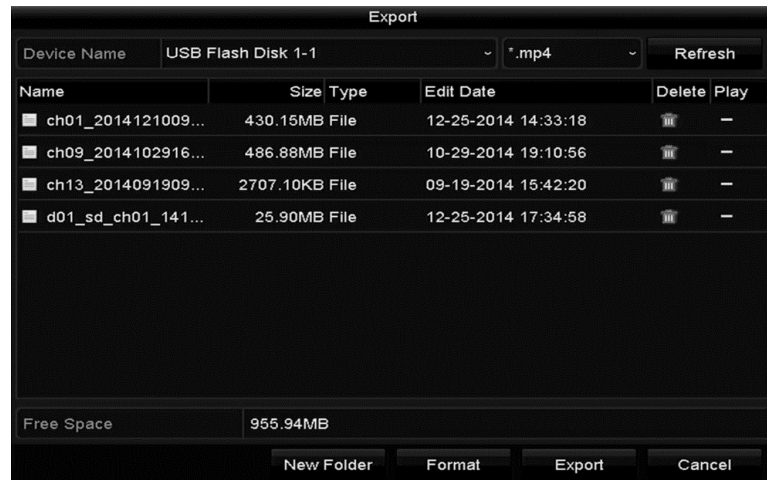 Export
Device Name USB Flash Disk 1-1 *.mp4 Refresh
Name Size Type Edit Date Delete Play
ch01_2014121009... 430.15MB File 12-25-2014 14:33:18
ch09_2014102916... 486.88MB File 10-29-2014 19:10:56
ch13_2014091909... 2707.10KB File 09-19-2014 15:42:20
d01_sd_ch01_141... 25.90MB File 12-25-2014 17:34:58
Free Space 955.94MB
New Folder Format Export Cancel